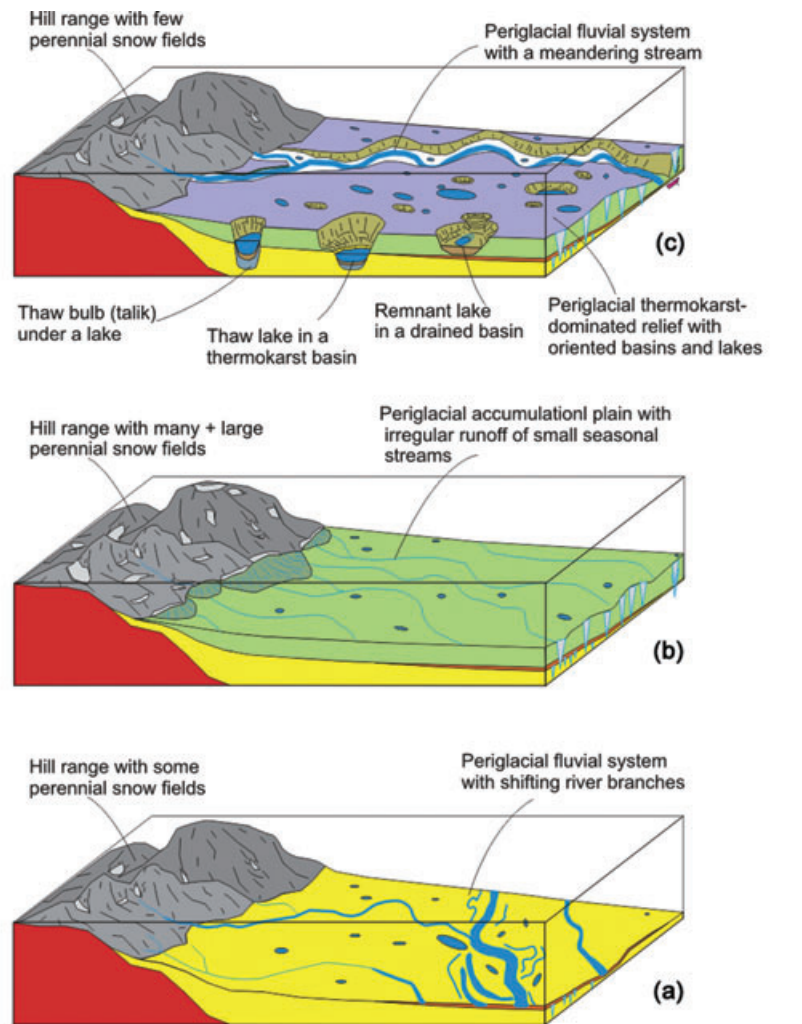 Hill range with few
perennial snow fields
Periglacial fluvial system
with a meandering stream
(c)
Thaw bulb (talik)
under a lake
Thaw lake in a
thermokarst basin
Remnant lake
in a drained basin
Periglacial thermokarst-
dominated relief with
oriented basins and lakes
Hill range with many + large
perennial snow fields
Periglacial accumulationl plain with
irregular runoff of small seasonal
streams
(b)
Hill range with some
perennial snow fields
Periglacial fluvial system
with shifting river branches
(a)